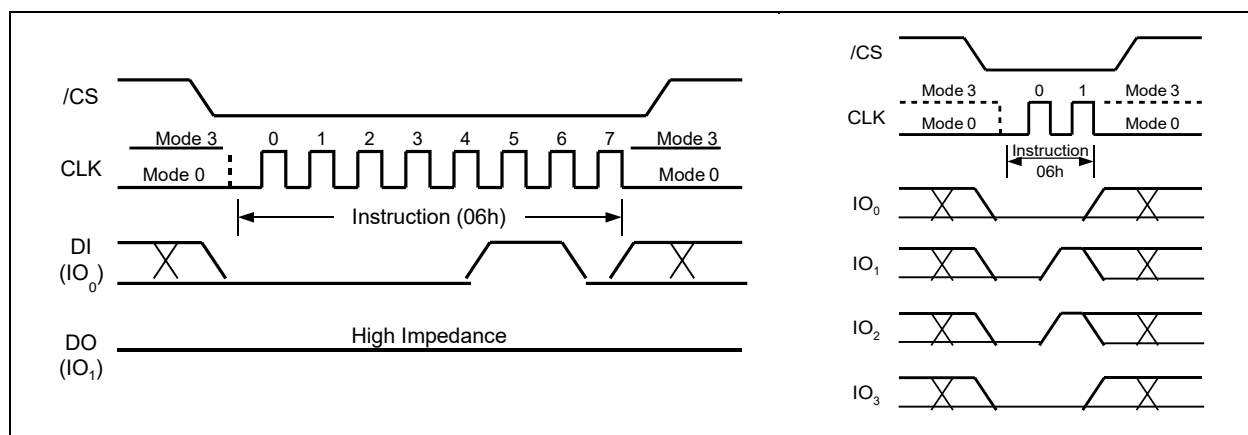 /CS
Mode 3 0 1 2 3 4 5 6 7 Mode 3
CLK
Mode 0 Mode 0
Instruction (06h)
DI
(IO0)
High Impedance
DO
(IO1)
/CS
Mode 3 0 1 Mode 3
CLK
Mode 0 Mode 0
Instruction
06h
IO0
IO1
IO2
IO3